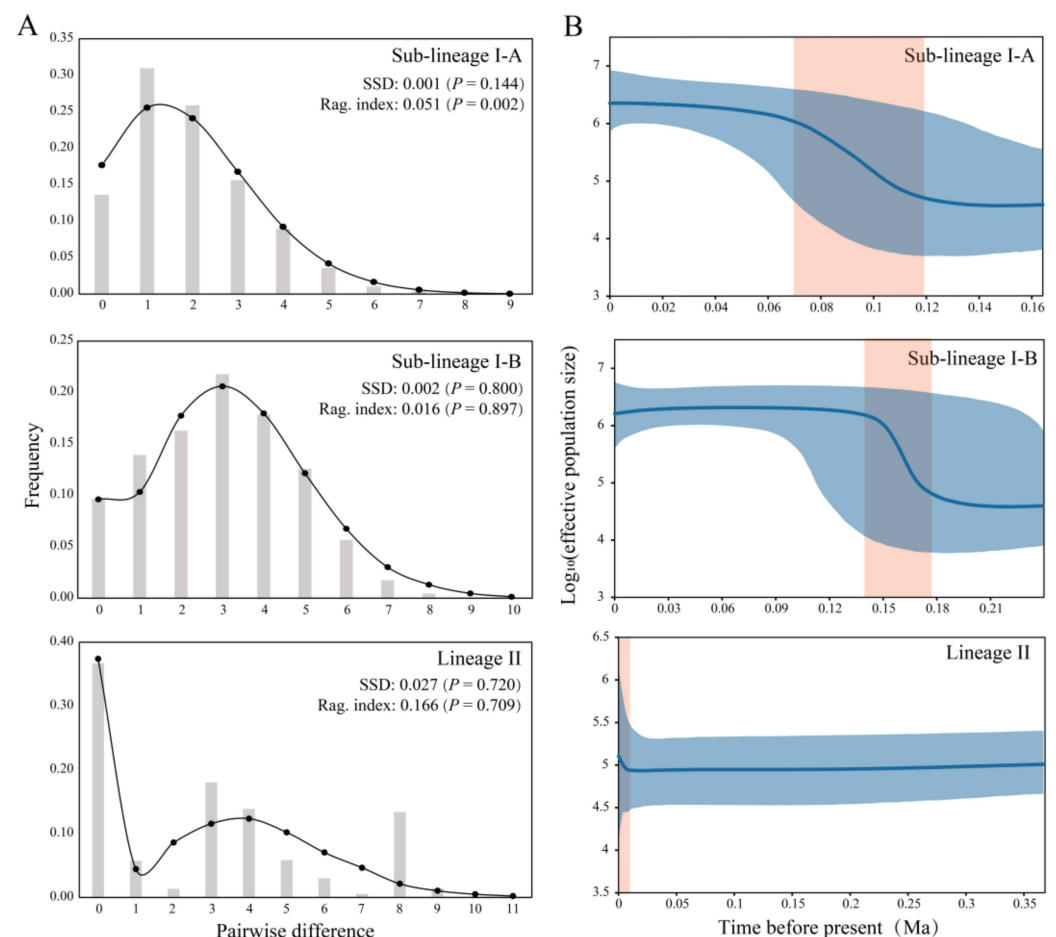 A
B
Sub-lineage I-A
SSD: 0.001 (P = 0.144)
Rag. index: 0.051 (P = 0.002)
0.35
0.30
0.25
0.20
0.15
0.10
0.05
0.00
0 1 2 3 4 5 6 7 8 9
Sub-lineage I-A
7
6
5
4
3
0 0.02 0.04 0.06 0.08 0.1 0.12 0.14 0.16
Sub-lineage I-B
SSD: 0.002 (P = 0.800)
Rag. index: 0.016 (P = 0.897)
0.25
0.20
0.15
0.10
0.05
0.00
0 1 2 3 4 5 6 7 8 9 10
Frequency
Sub-lineage I-B
7
6
5
4
3
0 0.03 0.06 0.09 0.12 0.15 0.18 0.21
Log₁₀(effective population size)
Lineage II
SSD: 0.027 (P = 0.720)
Rag. index: 0.166 (P = 0.709)
0.40
0.30
0.20
0.10
0.00
0 1 2 3 4 5 6 7 8 9 10 11
Pairwise difference
Lineage II
6.5
6
5.5
5
4.5
4
3.5
0 0.05 0.1 0.15 0.2 0.25 0.3 0.35
Time before present（Ma）